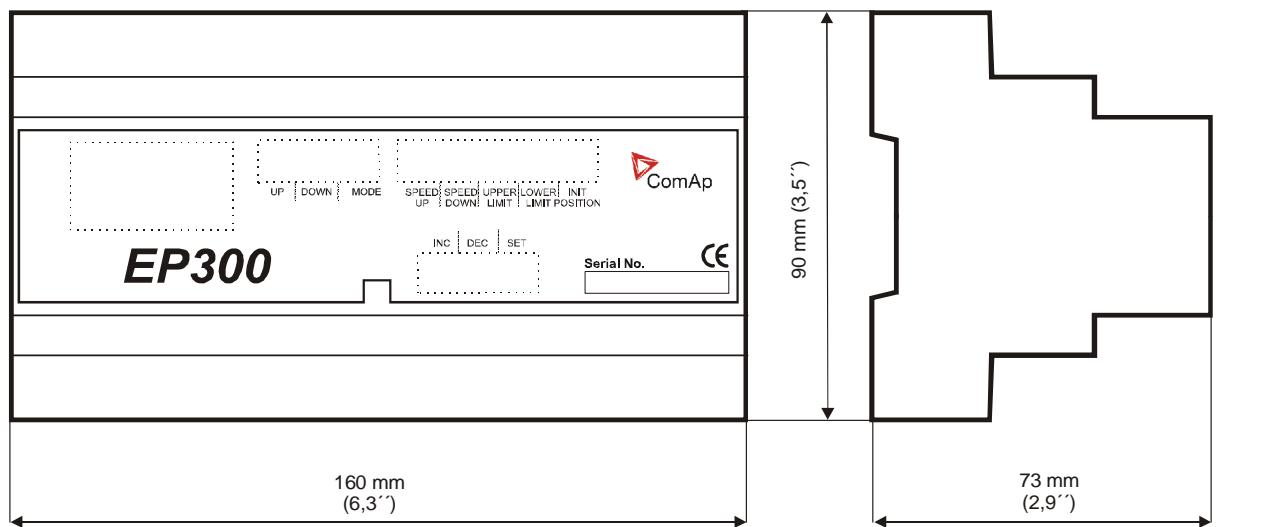 UP DOWN MODE
SPEED UP SPEED DOWN UPPER LIMIT LOWER LIMIT INIT POSITION
ComAp
INC DEC SET
EP300
Serial No.
CE
90 mm (3,5´´)
160 mm
(6,3´´)
73 mm
(2,9´´)